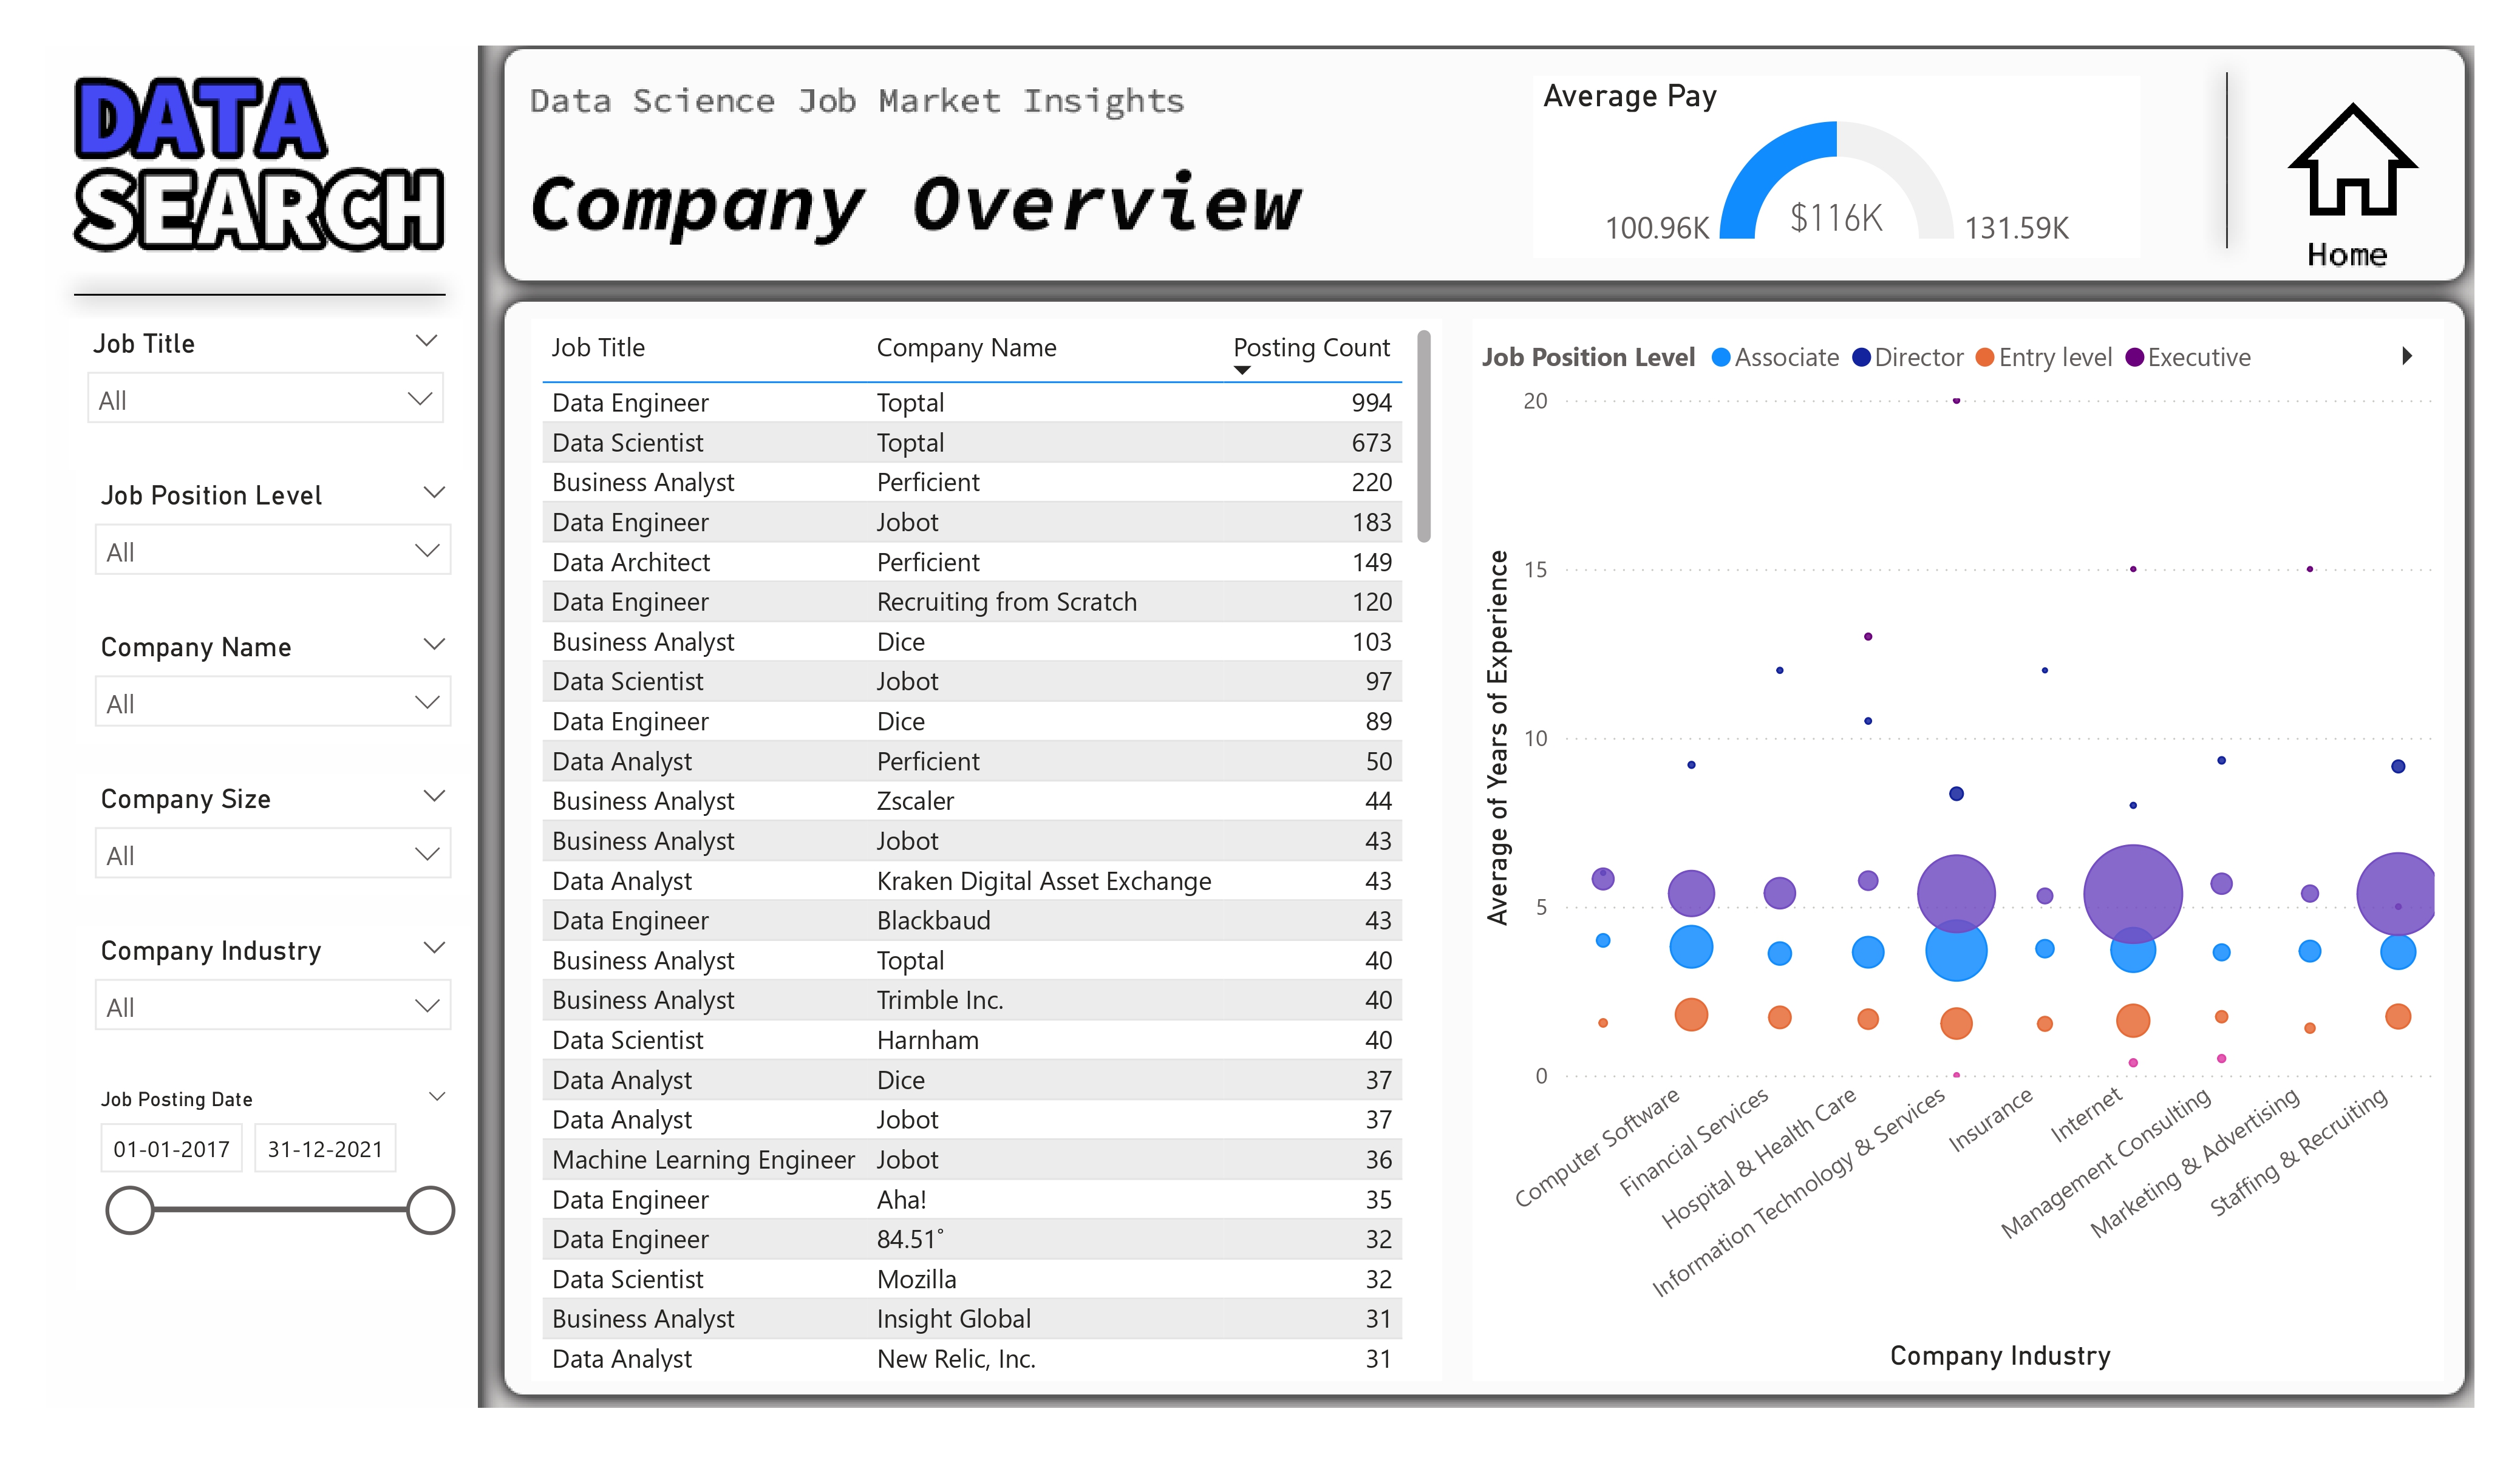 DATA
SEARCH
Job Title
All
Job Position Level
All
Company Name
All
Company Size
All
Company Industry
All
Job Posting Date
01-01-2017 31-12-2021
Data Science Job Market Insights
Company Overview
Average Pay
100.96K $116K 131.59K
Home
Job Title Company Name Posting Count
Data Engineer Toptal 994
Data Scientist Toptal 673
Business Analyst Perficient 220
Data Engineer Jobot 183
Data Architect Perficient 149
Data Engineer Recruiting from Scratch 120
Business Analyst Dice 103
Data Scientist Jobot 97
Data Engineer Dice 89
Data Analyst Perficient 50
Business Analyst Zscaler 44
Business Analyst Jobot 43
Data Analyst Kraken Digital Asset Exchange 43
Data Engineer Blackbaud 43
Business Analyst Toptal 40
Business Analyst Trimble Inc. 40
Data Scientist Harnham 40
Data Analyst Dice 37
Data Analyst Jobot 37
Machine Learning Engineer Jobot 36
Data Engineer Aha! 35
Data Engineer 84.51° 32
Data Scientist Mozilla 32
Business Analyst Insight Global 31
Data Analyst New Relic, Inc. 31
Job Position Level Associate Director Entry level Executive
Average of Years of Experience
20
15
10
5
0
Computer Software
Financial Services
Hospital & Health Care
Information Technology & Services
Insurance
Internet
Management Consulting
Marketing & Advertising
Staffing & Recruiting
Company Industry